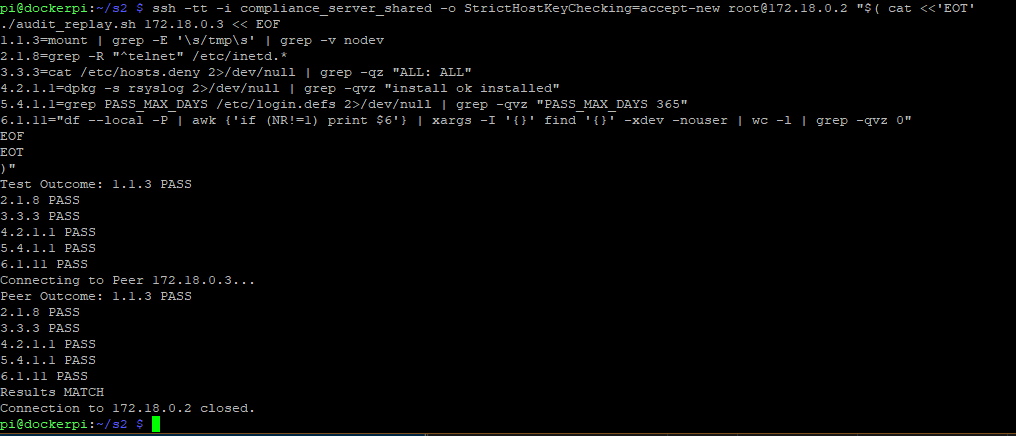 pi@dockerpi:~/s2 $ ssh -tt -i compliance_server_shared -o StrictHostKeyChecking=accept-new root@172.18.0.2 "$( cat <<'EOT'
./audit_replay.sh 172.18.0.3 << EOF
1.1.3=mount | grep -E '\s/tmp\s' | grep -v nodev
2.1.8=grep -R "^telnet" /etc/inetd.*
3.3.3=cat /etc/hosts.deny 2>/dev/null | grep -qz "ALL: ALL"
4.2.1.1=dpkg -s rsyslog 2>/dev/null | grep -qvz "install ok installed"
5.4.1.1=grep PASS_MAX_DAYS /etc/login.defs 2>/dev/null | grep -qvz "PASS_MAX_DAYS 365"
6.1.11="df --local -P | awk {'if (NR!=1) print $6'} | xargs -I '{}' find '{}' -xdev -nouser | wc -l | grep -qvz 0"
EOF
EOT
)"
Test Outcome: 1.1.3 PASS
2.1.8 PASS
3.3.3 PASS
4.2.1.1 PASS
5.4.1.1 PASS
6.1.11 PASS
Connecting to Peer 172.18.0.3...
Peer Outcome: 1.1.3 PASS
2.1.8 PASS
3.3.3 PASS
4.2.1.1 PASS
5.4.1.1 PASS
6.1.11 PASS
Results MATCH
Connection to 172.18.0.2 closed.
pi@dockerpi:~/s2 $